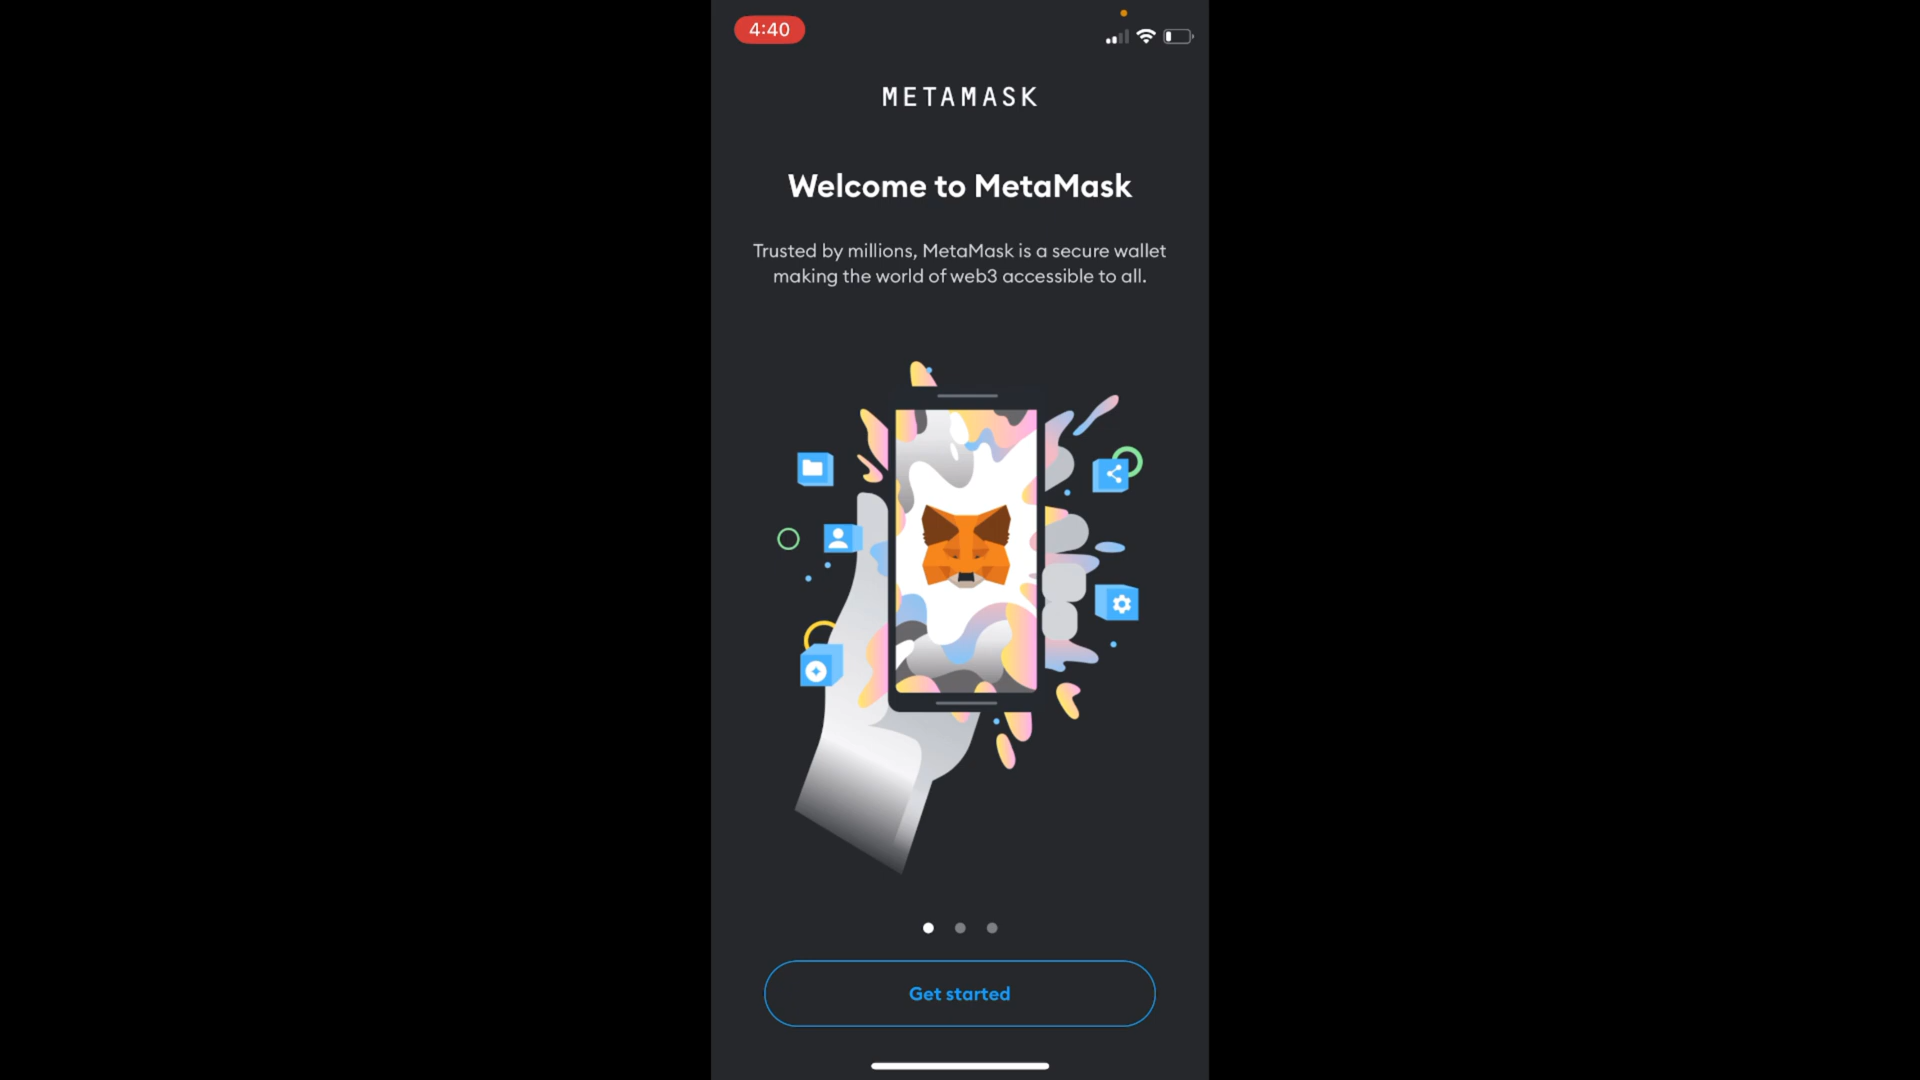 4:40
METAMASK
Welcome to MetaMask
Trusted by millions, MetaMask is a secure wallet
making the world of web3 accessible to all.
Get started